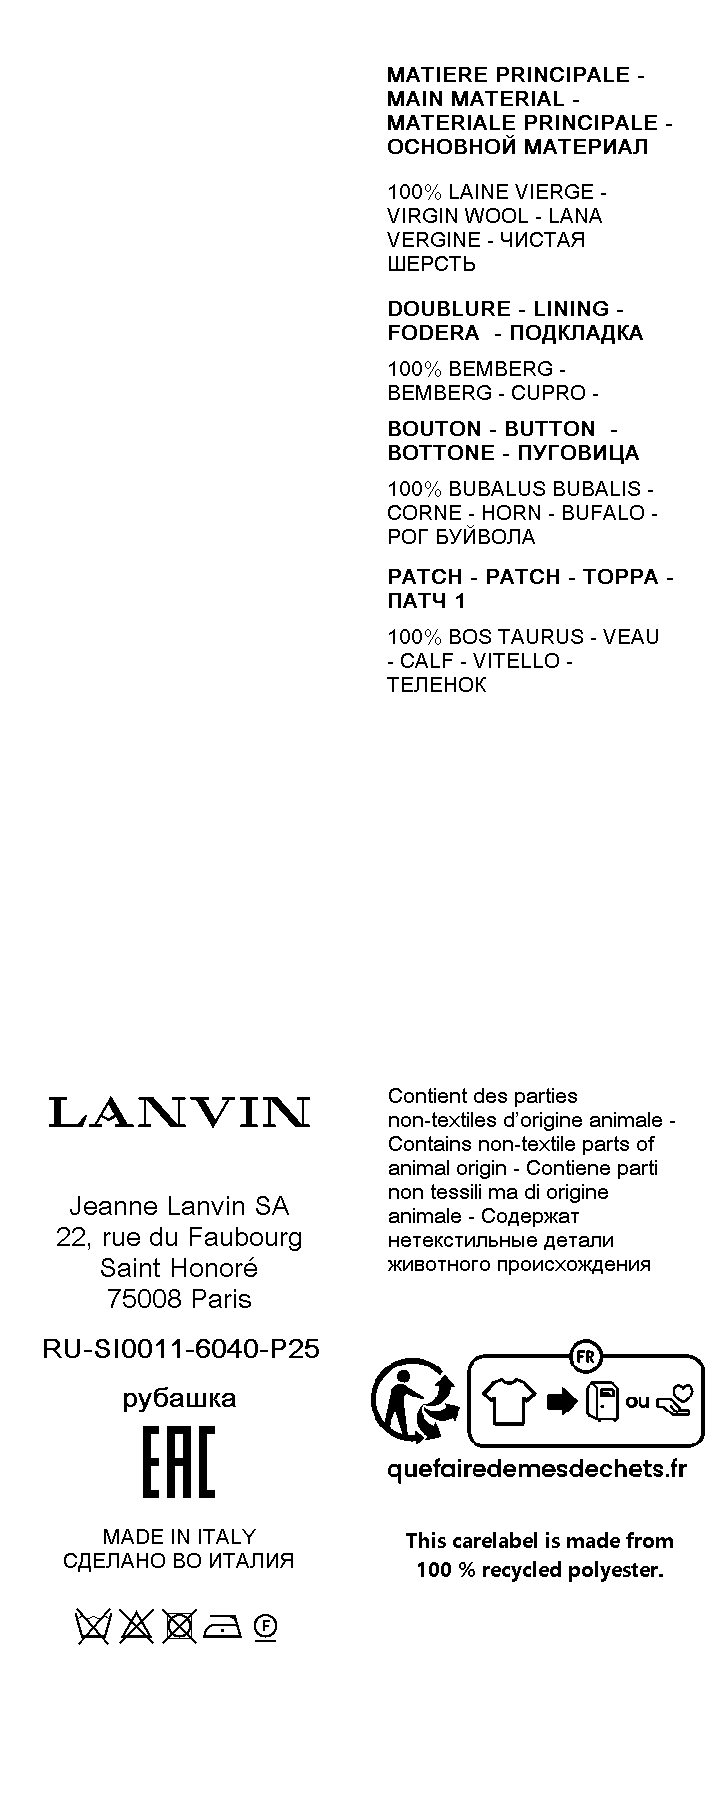 MATIERE PRINCIPALE -
MAIN MATERIAL -
MATERIALE PRINCIPALE -
ОСНОВНОЙ МАТЕРИАЛ
100% LAINE VIERGE -
VIRGIN WOOL - LANA
VERGINE - ЧИСТАЯ
ШЕРСТЬ
DOUBLURE - LINING -
FODERA - ПОДКЛАДКА
100% BEMBERG -
BEMBERG - CUPRO -
BOUTON - BUTTON -
BOTTONE - ПУГОВИЦА
100% BUBALUS BUBALIS -
CORNE - HORN - BUFALO -
РОГ БУЙВОЛА
PATCH - PATCH - TOPPA -
ПАТЧ 1
100% BOS TAURUS - VEAU
- CALF - VITELLO -
ТЕЛЕНОК
LANVIN
Jeanne Lanvin SA
22, rue du Faubourg
Saint Honoré
75008 Paris
RU-SI0011-6040-P25
рубашка
EAC
MADE IN ITALY
СДЕЛАНО ВО ИТАЛИЯ
F
Contient des parties
non-textiles d’origine animale -
Contains non-textile parts of
animal origin - Contiene parti
non tessili ma di origine
animale - Содержат
нетекстильные детали
животного происхождения
FR
ou
quefairedemesdechets.fr
This carelabel is made from
100 % recycled polyester.